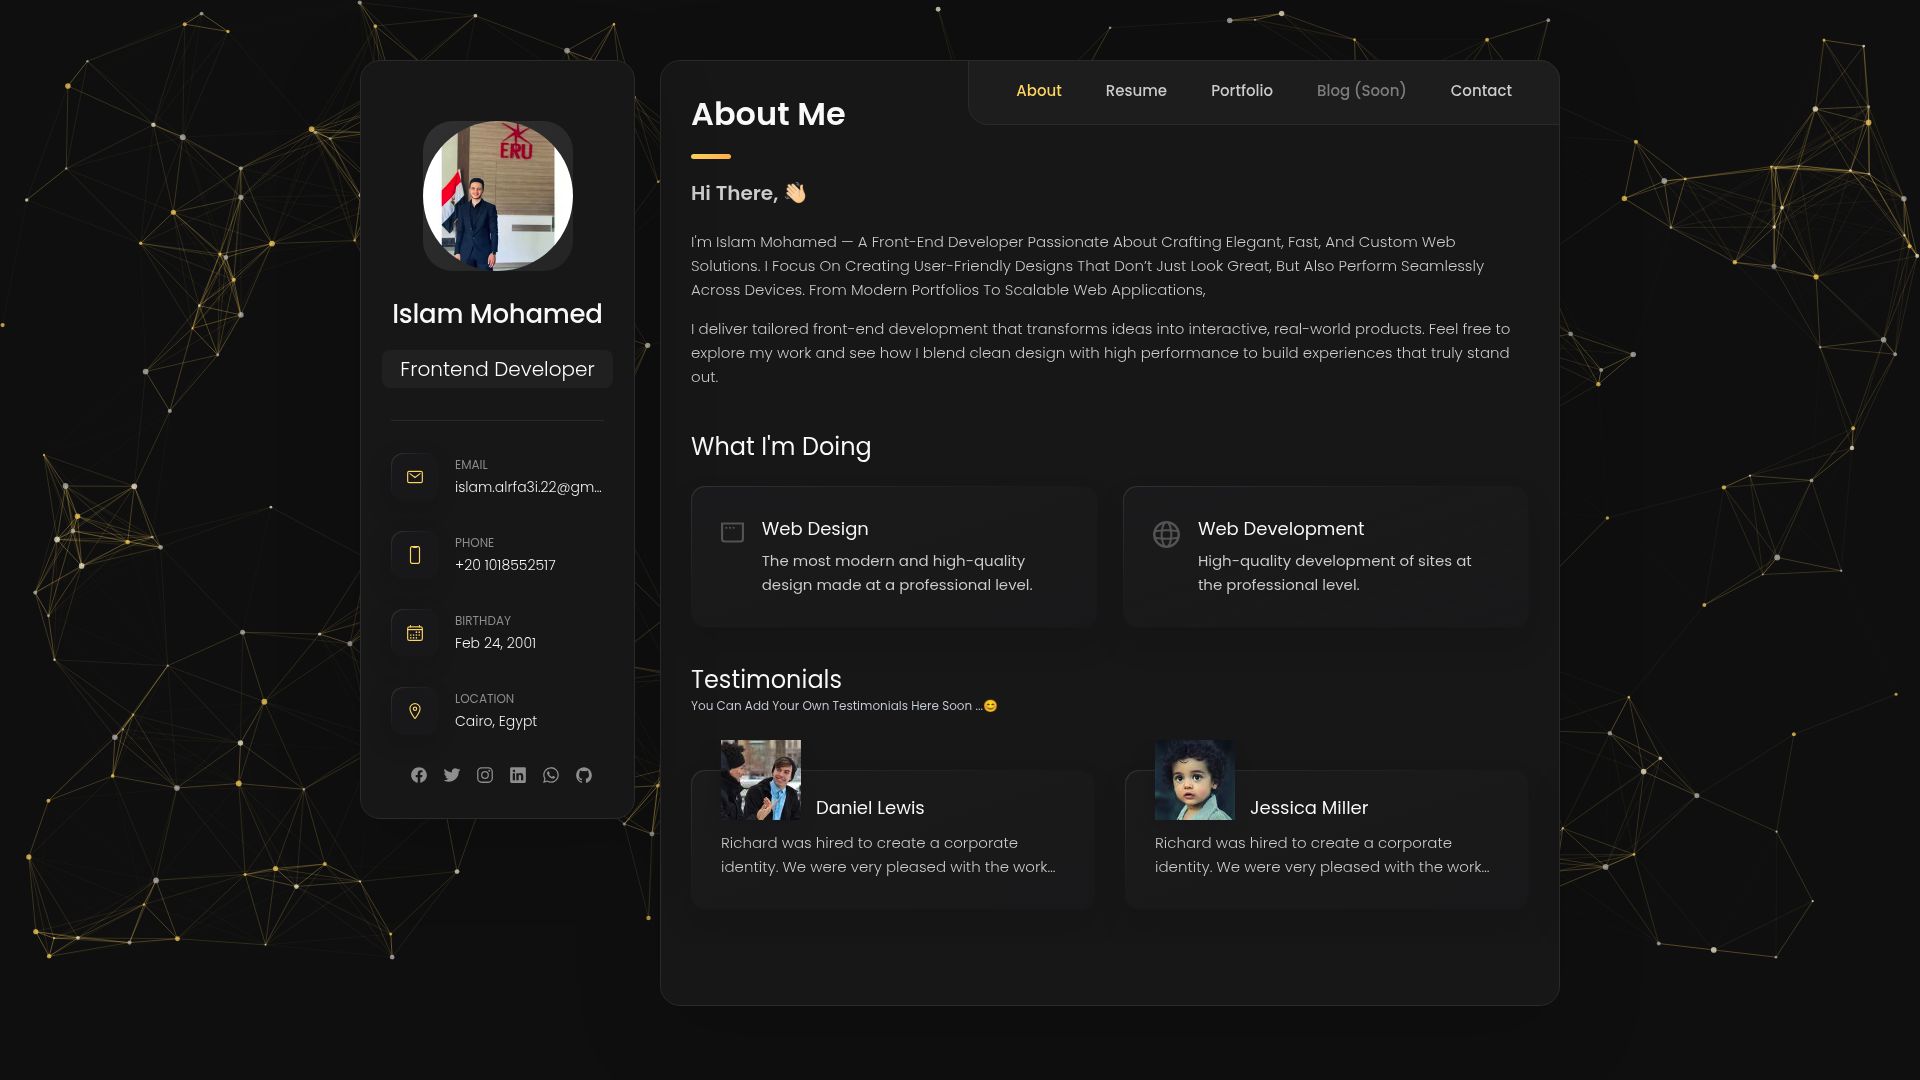 ERU
Islam Mohamed
Frontend Developer
EMAIL
islam.alrfa3i.22@gm...
PHONE
+20 1018552517
BIRTHDAY
Feb 24, 2001
LOCATION
Cairo, Egypt
About Resume Portfolio Blog (Soon) Contact
About Me
Hi There, 👋🏻
I'm Islam Mohamed — A Front-End Developer Passionate About Crafting Elegant, Fast, And Custom Web
Solutions. I Focus On Creating User-Friendly Designs That Don't Just Look Great, But Also Perform Seamlessly
Across Devices. From Modern Portfolios To Scalable Web Applications,
I deliver tailored front-end development that transforms ideas into interactive, real-world products. Feel free to
explore my work and see how I blend clean design with high performance to build experiences that truly stand
out.
What I'm Doing
Web Design
The most modern and high-quality
design made at a professional level.
Web Development
High-quality development of sites at
the professional level.
Testimonials
You Can Add Your Own Testimonials Here Soon ...😊
Daniel Lewis
Richard was hired to create a corporate
identity. We were very pleased with the work...
Jessica Miller
Richard was hired to create a corporate
identity. We were very pleased with the work...